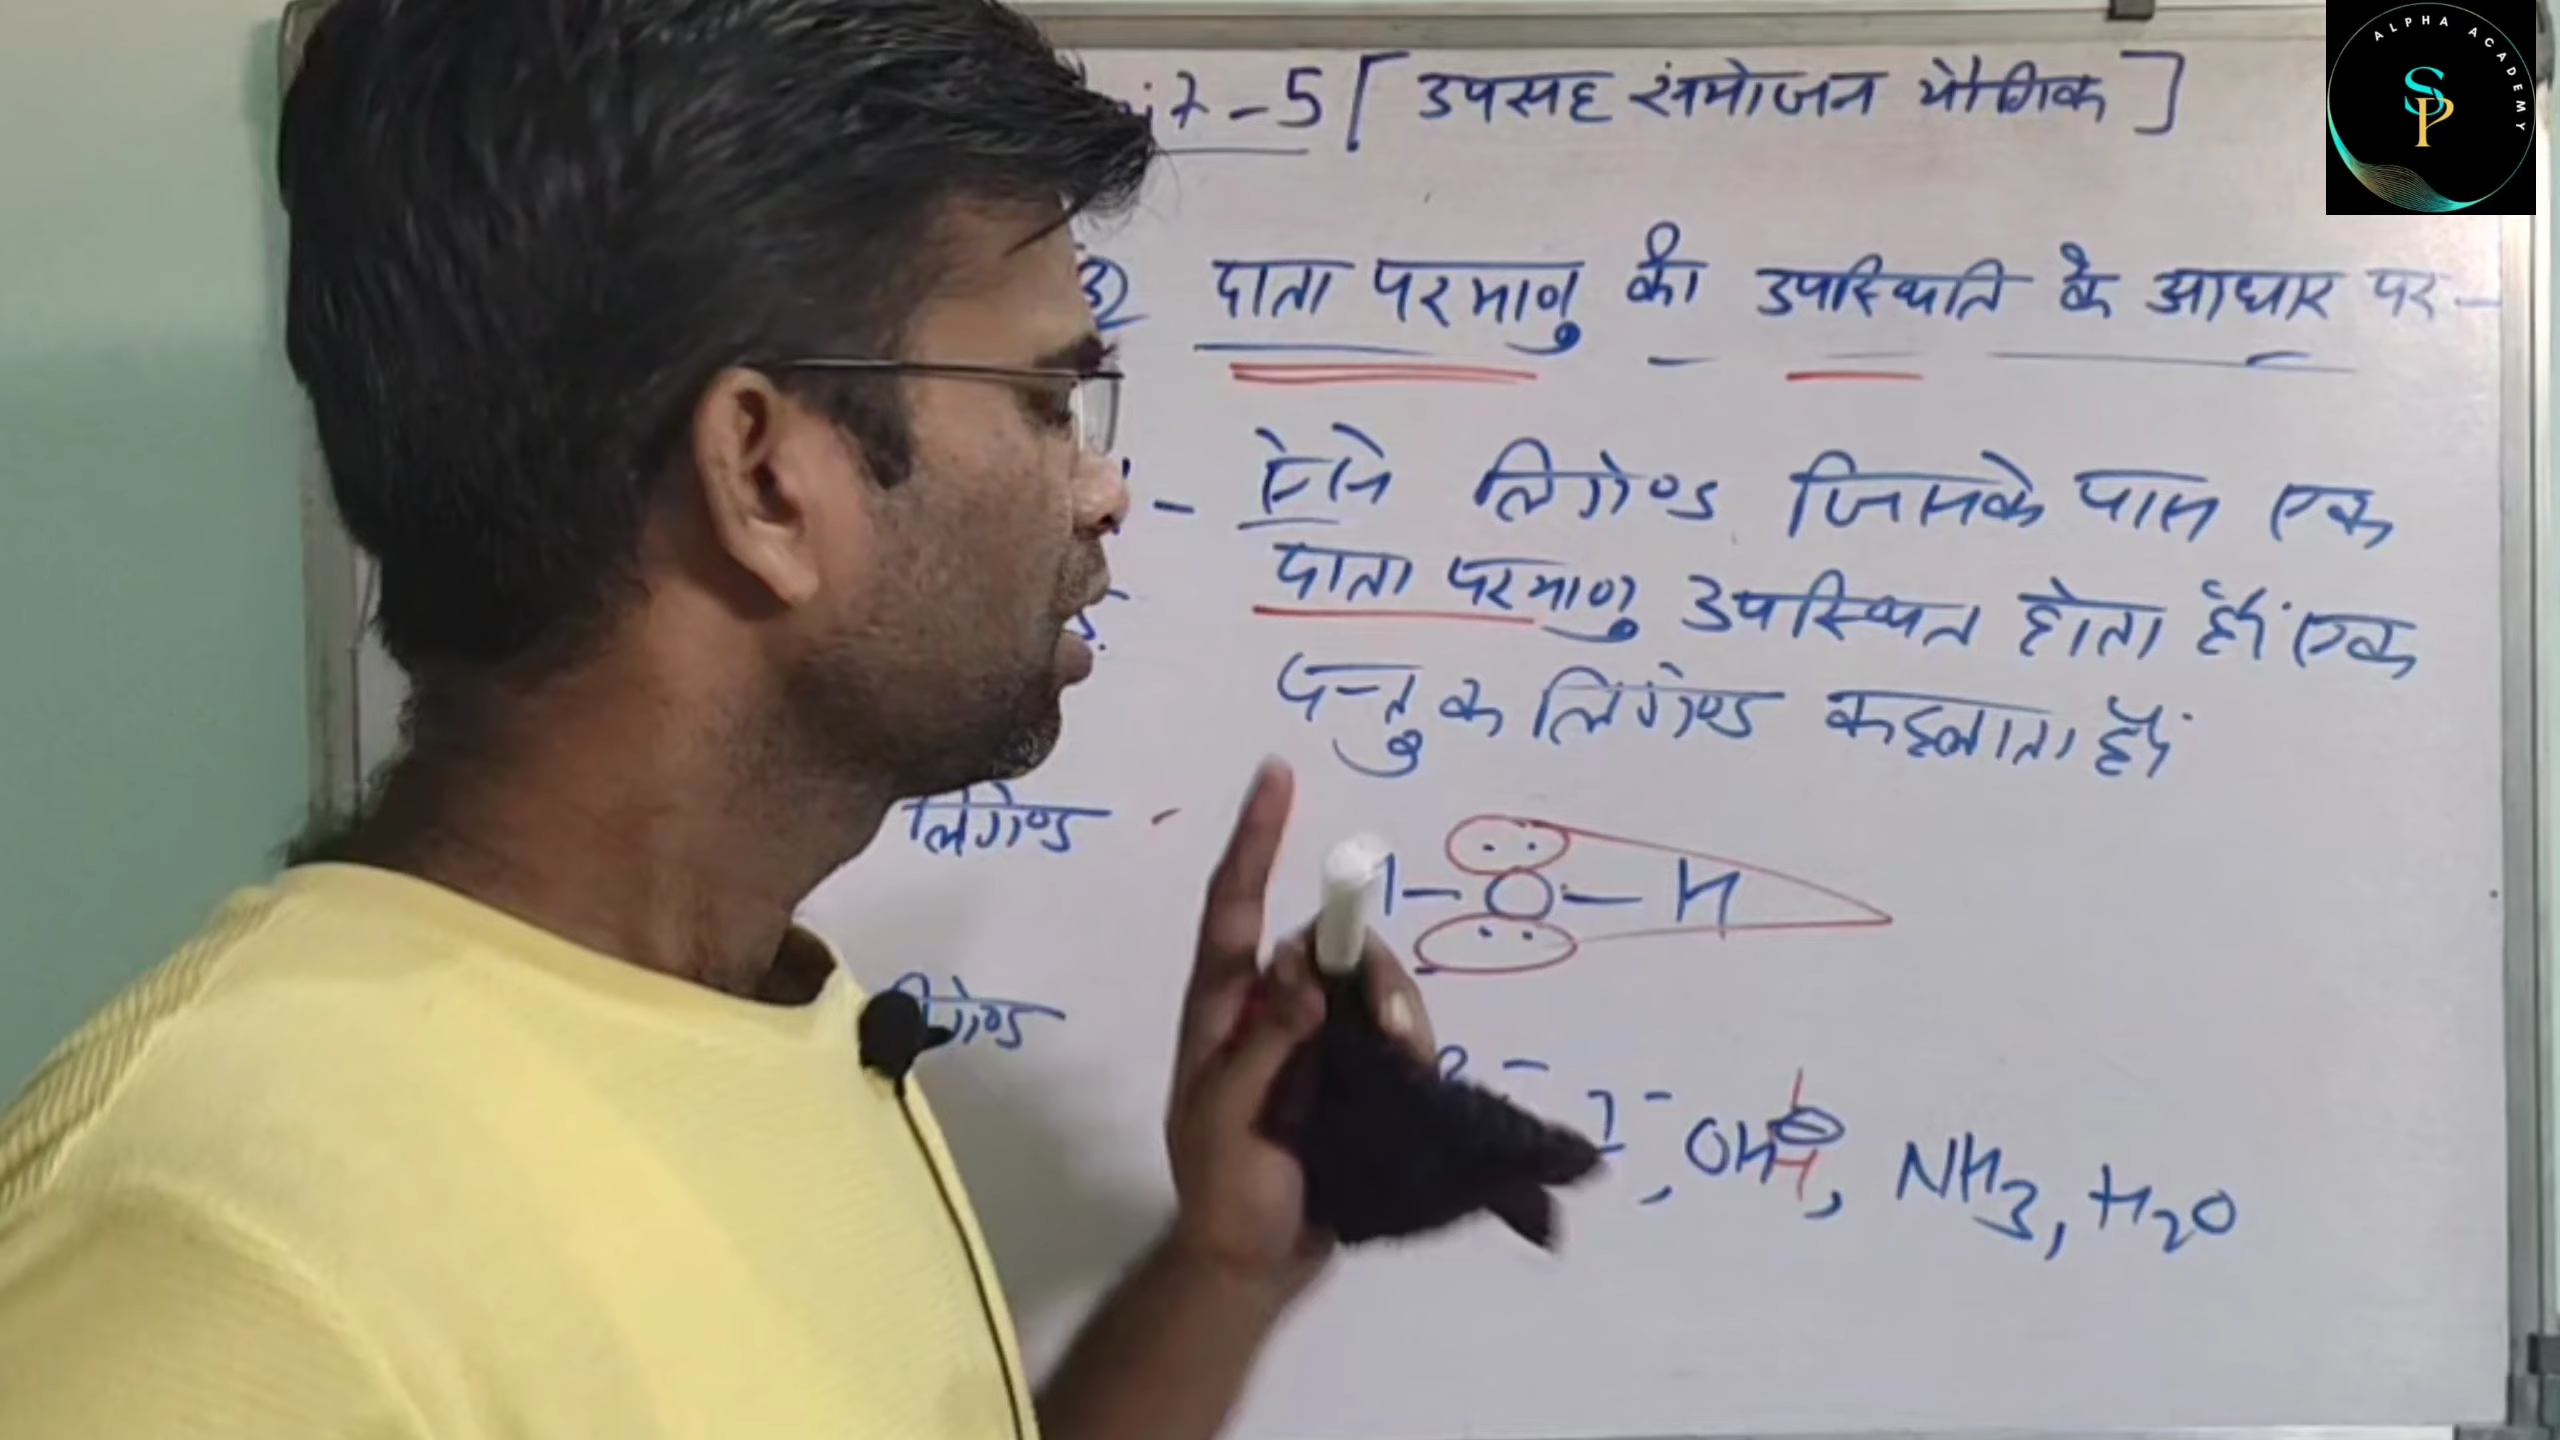 ALPHA ACADEMY
SP
- 5 [ उपसह संयोजन यौगिक ]
दाता परमाणु की उपस्थिति के आधार पर -
- ऐसे लिगेण्ड जिसके पास एक
दाता परमाणु उपस्थित होता हैं एक
दन्तुक लिगेण्ड कहलाता हैं
लिगेण्ड -
H - O - H
I⁻, OH⊖, NH3, H2O